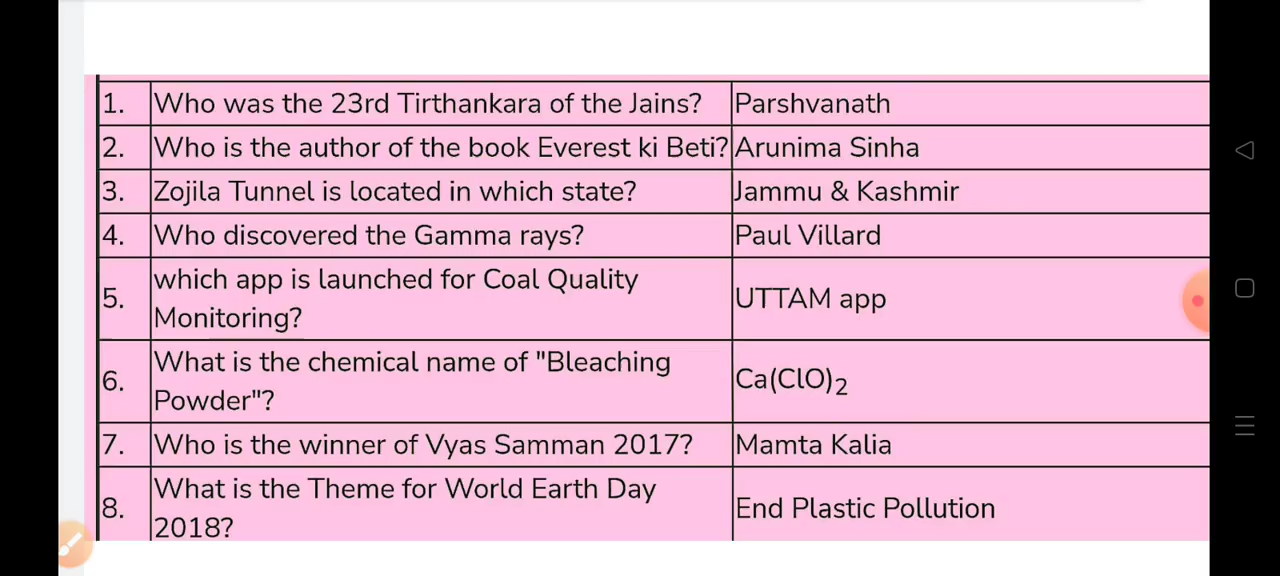 1. Who was the 23rd Tirthankara of the Jains? Parshvanath
2. Who is the author of the book Everest ki Beti? Arunima Sinha
3. Zojila Tunnel is located in which state? Jammu & Kashmir
4. Who discovered the Gamma rays? Paul Villard
5. which app is launched for Coal Quality
Monitoring? UTTAM app
6. What is the chemical name of "Bleaching
Powder"? Ca(ClO)₂
7. Who is the winner of Vyas Samman 2017? Mamta Kalia
8. What is the Theme for World Earth Day
2018? End Plastic Pollution